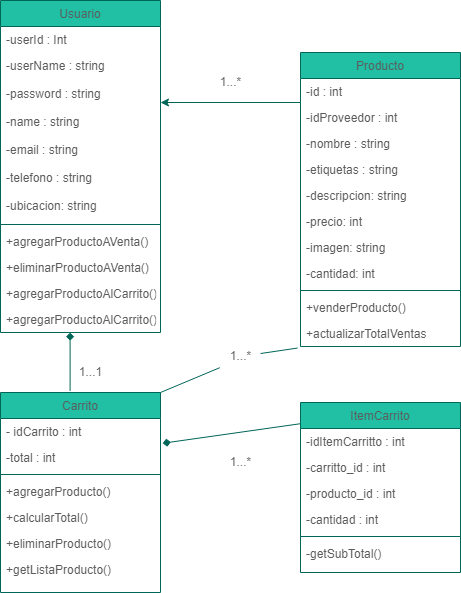 Usuario
-userId : Int
-userName : string
-password : string
-name : string
-email : string
-telefono : string
-ubicacion: string
+agregarProductoAVenta()
+eliminarProductoAVenta()
+agregarProductoAlCarrito()
+agregarProductoAlCarrito()
1...*
Producto
-id : int
-idProveedor : int
-nombre : string
-etiquetas : string
-descripcion: string
-precio: int
-imagen: string
-cantidad: int
+venderProducto()
+actualizarTotalVentas
1...1
1...*
Carrito
- idCarrito : int
-total : int
+agregarProducto()
+calcularTotal()
+eliminarProducto()
+getListaProducto()
1...*
ItemCarrito
-idItemCarritto : int
-carritto_id : int
-producto_id : int
-cantidad : int
-getSubTotal()